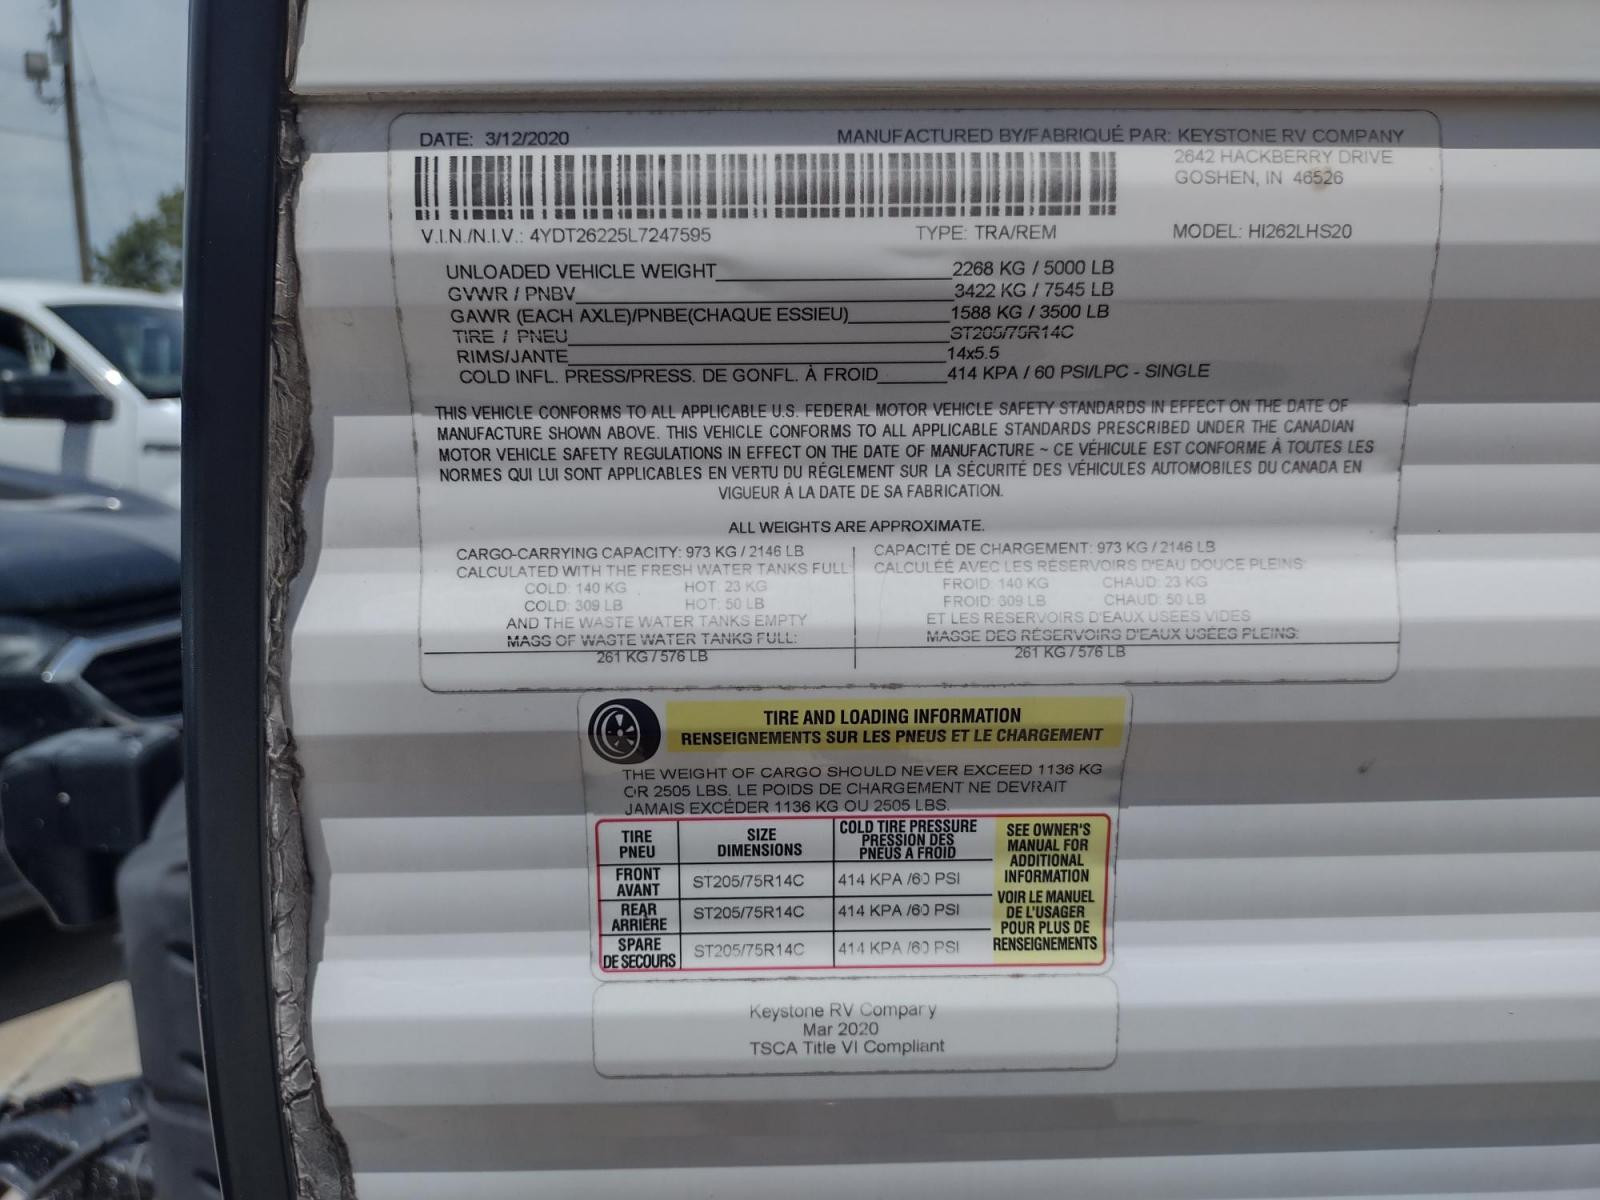 DATE: 3/12/2020 MANUFACTURED BY/FABRIQUÉ PAR: KEYSTONE RV COMPANY
2642 HACKBERRY DRIVE
GOSHEN, IN 46526
V.I.N./N.I.V.: 4YDT26225L7247595 TYPE: TRA/REM MODEL: HI262LHS20
UNLOADED VEHICLE WEIGHT 2268 KG / 5000 LB
GVWR / PNBV 3422 KG / 7545 LB
GAWR (EACH AXLE)/PNBE(CHAQUE ESSIEU) 1588 KG / 3500 LB
TIRE / PNEU ST205/75R14C
RIMS/JANTE 14x5.5
COLD INFL. PRESS/PRESS. DE GONFL. À FROID 414 KPA / 60 PSI/LPC - SINGLE
THIS VEHICLE CONFORMS TO ALL APPLICABLE U.S. FEDERAL MOTOR VEHICLE SAFETY STANDARDS IN EFFECT ON THE DATE OF
MANUFACTURE SHOWN ABOVE. THIS VEHICLE CONFORMS TO ALL APPLICABLE STANDARDS PRESCRIBED UNDER THE CANADIAN
MOTOR VEHICLE SAFETY REGULATIONS IN EFFECT ON THE DATE OF MANUFACTURE ~ CE VÉHICULE EST CONFORME À TOUTES LES
NORMES QUI LUI SONT APPLICABLES EN VERTU DU RÉGLEMENT SUR LA SÉCURITÉ DES VÉHICULES AUTOMOBILES DU CANADA EN
VIGUEUR À LA DATE DE SA FABRICATION.
ALL WEIGHTS ARE APPROXIMATE.
CARGO-CARRYING CAPACITY: 973 KG / 2146 LB
CALCULATED WITH THE FRESH WATER TANKS FULL
COLD: 140 KG HOT: 23 KG
COLD: 309 LB HOT: 50 LB
AND THE WASTE WATER TANKS EMPTY
MASS OF WASTE WATER TANKS FULL:
261 KG / 576 LB
CAPACITÉ DE CHARGEMENT: 973 KG / 2146 LB
CALCULÉE AVEC LES RÉSERVOIRS D'EAU DOUCE PLEINS:
FROID: 140 KG CHAUD: 23 KG
FROID: 309 LB CHAUD: 50 LB
ET LES RÉSERVOIRS D'EAUX USÉES VIDES
MASSE DES RÉSERVOIRS D'EAUX USÉES PLEINS:
261 KG / 576 LB
TIRE AND LOADING INFORMATION
RENSEIGNEMENTS SUR LES PNEUS ET LE CHARGEMENT
THE WEIGHT OF CARGO SHOULD NEVER EXCEED 1136 KG
OR 2505 LBS. LE POIDS DE CHARGEMENT NE DEVRAIT
JAMAIS EXCÉDER 1136 KG OU 2505 LBS.
TIRE
PNEU
SIZE
DIMENSIONS
COLD TIRE PRESSURE
PRESSION DES
PNEUS A FROID
FRONT
AVANT
ST205/75R14C 414 KPA /60 PSI
REAR
ARRIÈRE
ST205/75R14C 414 KPA /60 PSI
SPARE
DE SECOURS
ST205/75R14C 414 KPA /60 PSI
SEE OWNER'S
MANUAL FOR
ADDITIONAL
INFORMATION
VOIR LE MANUEL
DE L'USAGER
POUR PLUS DE
RENSEIGNEMENTS
Keystone RV Company
Mar 2020
TSCA Title VI Compliant